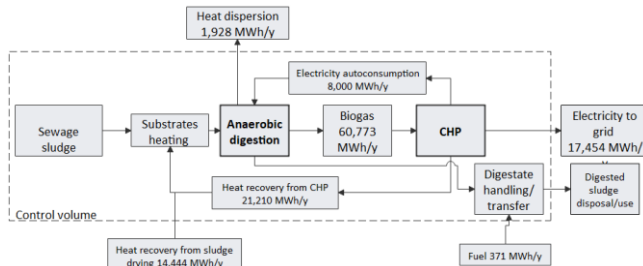 Heat dispersion
1,928 MWh/y
Electricity autoconsumption
8,000 MWh/y
Sewage
sludge
Substrates
heating
Anaerobic
digestion
Biogas
60,773
MWh/y
CHP
Electricity to
grid
17,454 MWh/
Heat recovery from CHP
21,210 MWh/y
Digestate
handling/
transfer
Digested
sludge
disposal/use
Control volume
Heat recovery from sludge
drying 14,444 MWh/y
Fuel 371 MWh/y